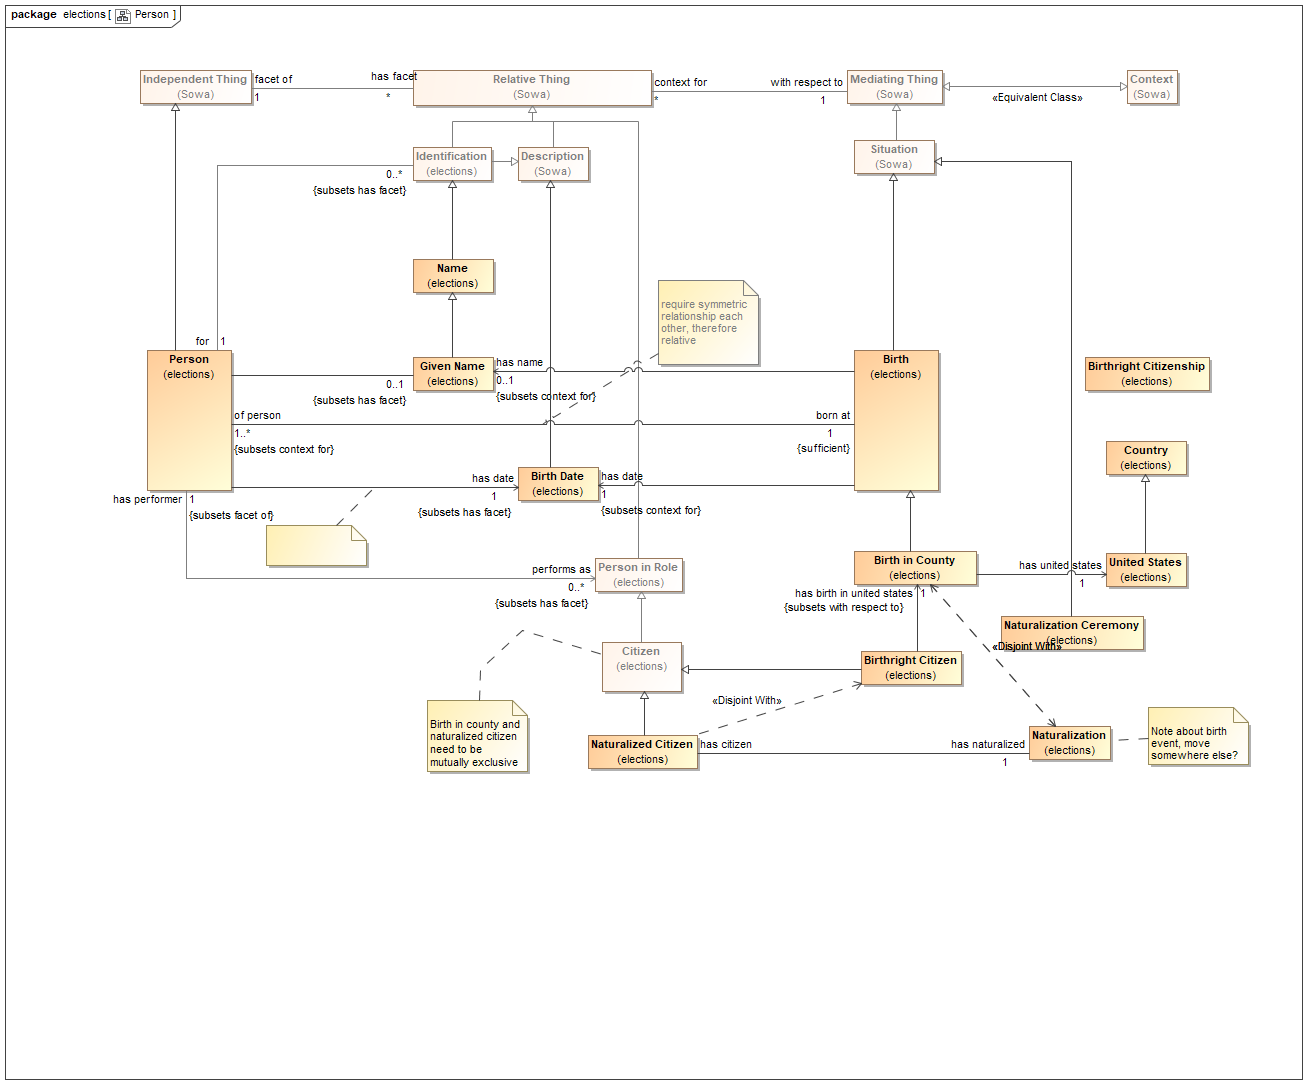 package elections [ Person ]
Independent Thing
(Sowa)
facet of
1
has facet
*
Relative Thing
(Sowa)
context for
*
with respect to
1
Mediating Thing
(Sowa)
«Equivalent Class»
Context
(Sowa)
Identification
(elections)
0..*
{subsets has facet}
Description
(Sowa)
Situation
(Sowa)
Name
(elections)
require symmetric
relationship each
other, therefore
relative
for 1
Person
(elections)
0..1
{subsets has facet}
Given Name
(elections)
has name
0..1
{subsets context for}
Birth
(elections)
Birthright Citizenship
(elections)
of person
1..*
{subsets context for}
born at
1
{sufficient}
Country
(elections)
has date
1
{subsets has facet}
Birth Date
(elections)
has date
1
{subsets context for}
has performer 1
{subsets facet of}
performs as
0..*
{subsets has facet}
Person in Role
(elections)
Birth in County
(elections)
has united states
1
United States
(elections)
has birth in united states 1
{subsets with respect to}
Naturalization Ceremony
(elections)
«Disjoint With»
Citizen
(elections)
Birthright Citizen
(elections)
«Disjoint With»
Birth in county and
naturalized citizen
need to be
mutually exclusive
Naturalized Citizen
(elections)
has citizen
has naturalized
1
Naturalization
(elections)
Note about birth
event, move
somewhere else?